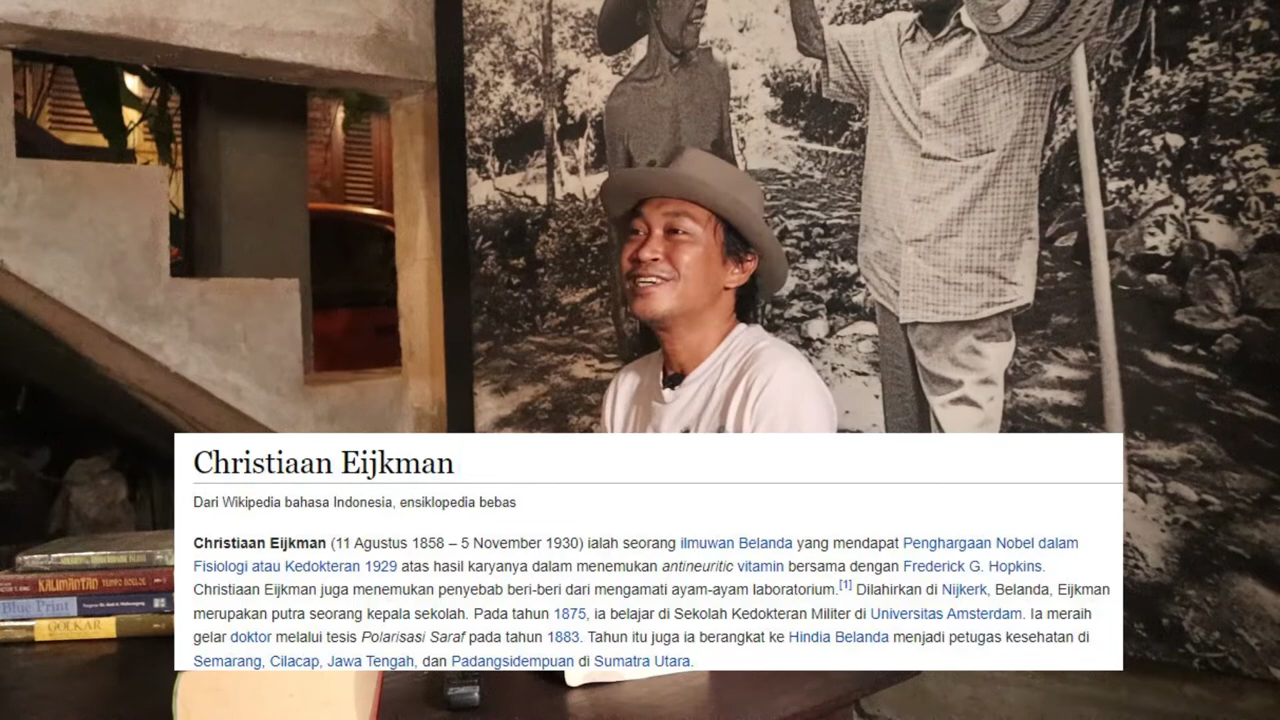 Christiaan Eijkman
Dari Wikipedia bahasa Indonesia, ensiklopedia bebas
Christiaan Eijkman (11 Agustus 1858 – 5 November 1930) ialah seorang ilmuwan Belanda yang mendapat Penghargaan Nobel dalam
Fisiologi atau Kedokteran 1929 atas hasil karyanya dalam menemukan antineuritic vitamin bersama dengan Frederick G. Hopkins.
Christiaan Eijkman juga menemukan penyebab beri-beri dari mengamati ayam-ayam laboratorium.[1] Dilahirkan di Nijkerk, Belanda, Eijkman
merupakan putra seorang kepala sekolah. Pada tahun 1875, ia belajar di Sekolah Kedokteran Militer di Universitas Amsterdam. Ia meraih
gelar doktor melalui tesis Polarisasi Saraf pada tahun 1883. Tahun itu juga ia berangkat ke Hindia Belanda menjadi petugas kesehatan di
Semarang, Cilacap, Jawa Tengah, dan Padangsidempuan di Sumatra Utara.
KALIMANTAN TEMPO DOELOE
Blue Print
GOLKAR